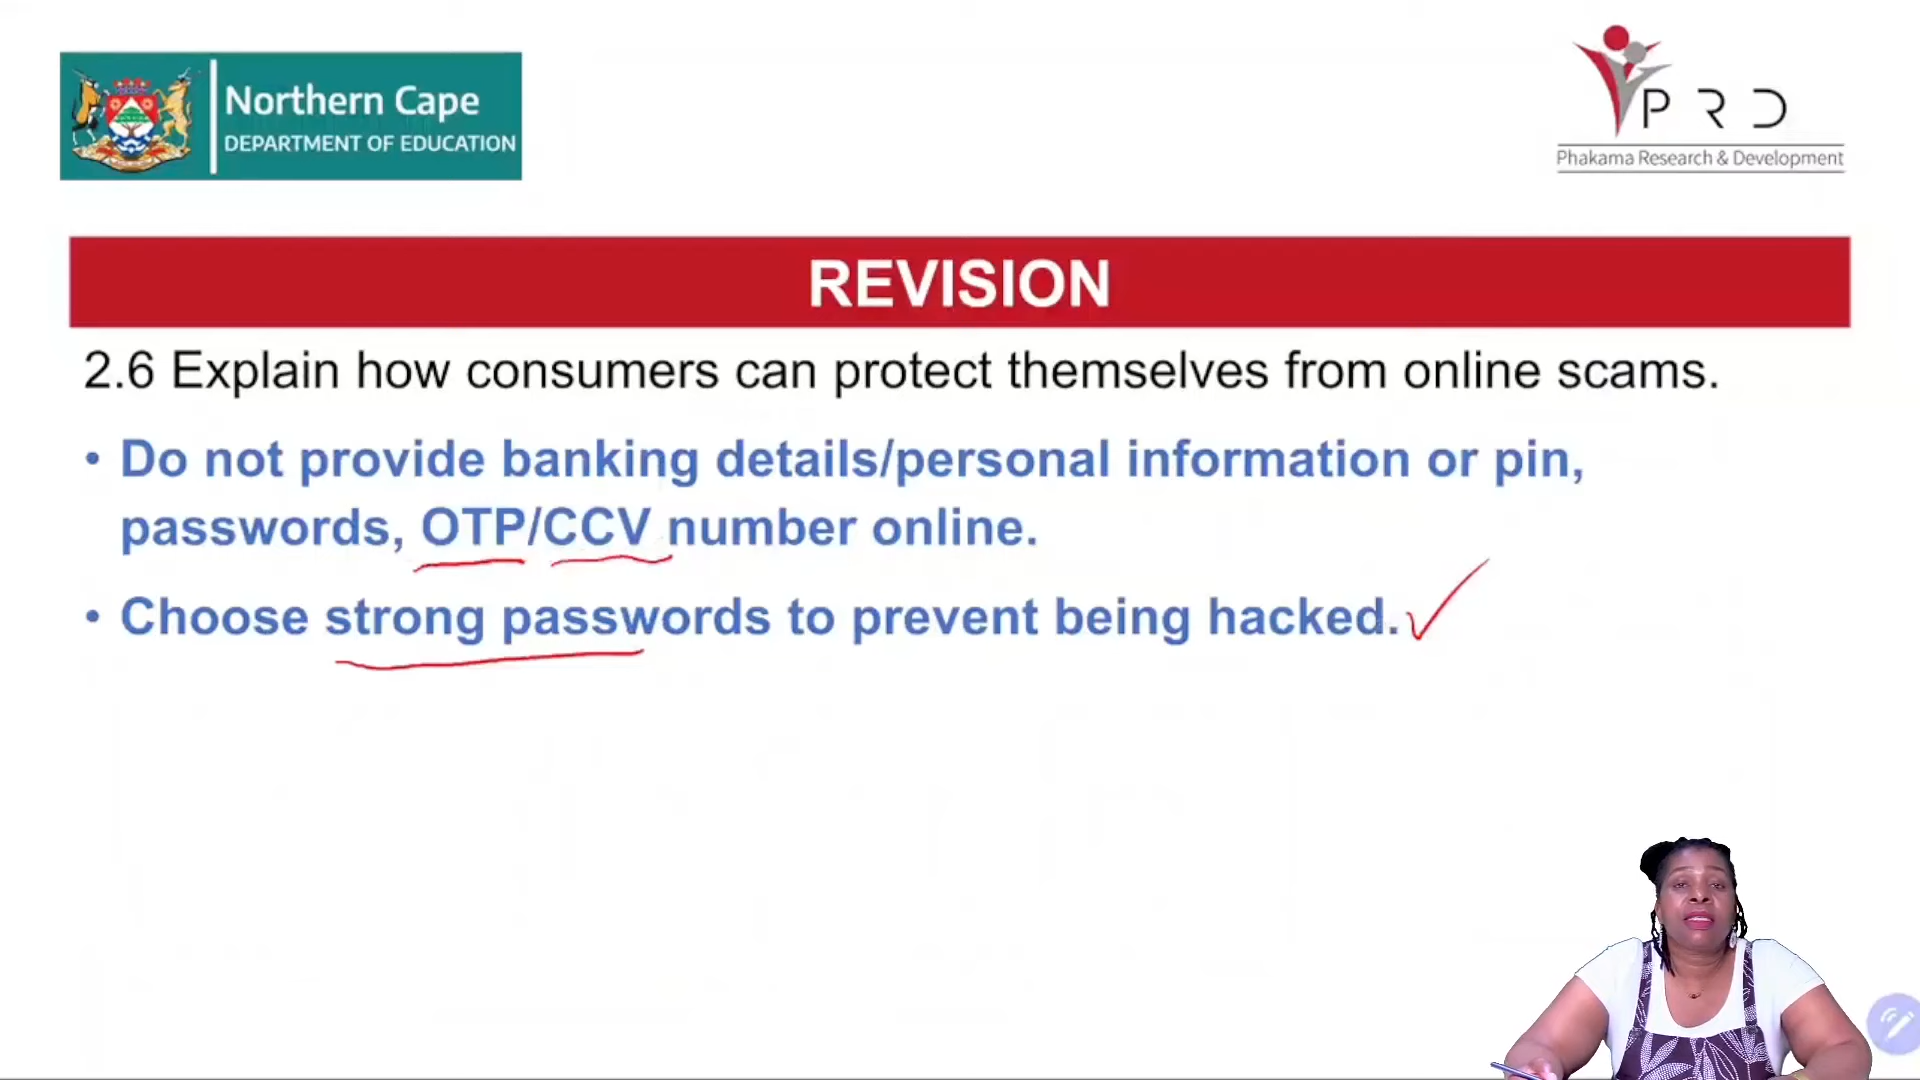 Northern Cape
DEPARTMENT OF EDUCATION
PRD
Phakama Research & Development
REVISION
2.6 Explain how consumers can protect themselves from online scams.
• Do not provide banking details/personal information or pin,
passwords, OTP/CCV number online.
• Choose strong passwords to prevent being hacked.